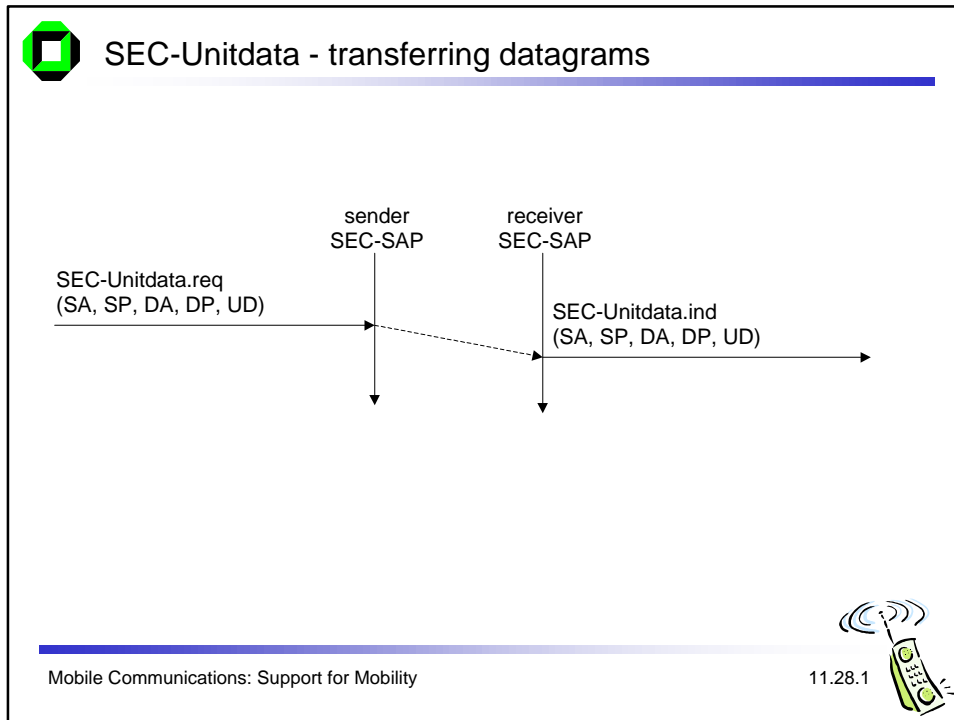 SEC-Unitdata - transferring datagrams
sender
SEC-SAP
receiver
SEC-SAP
SEC-Unitdata.req
(SA, SP, DA, DP, UD)
SEC-Unitdata.ind
(SA, SP, DA, DP, UD)
Mobile Communications: Support for Mobility
11.28.1